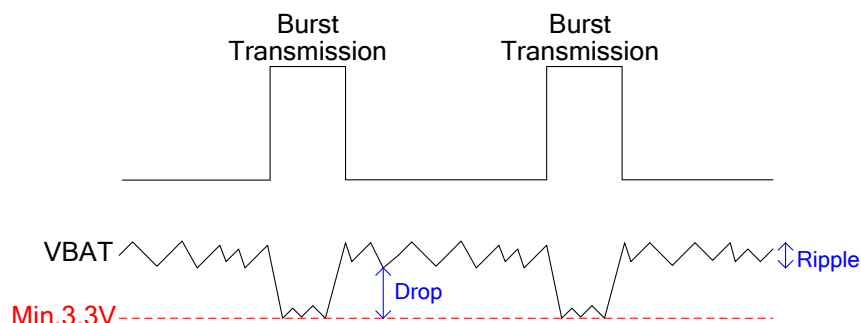 Burst
Transmission
Burst
Transmission
VBAT
Ripple
Drop
Min.3.3V